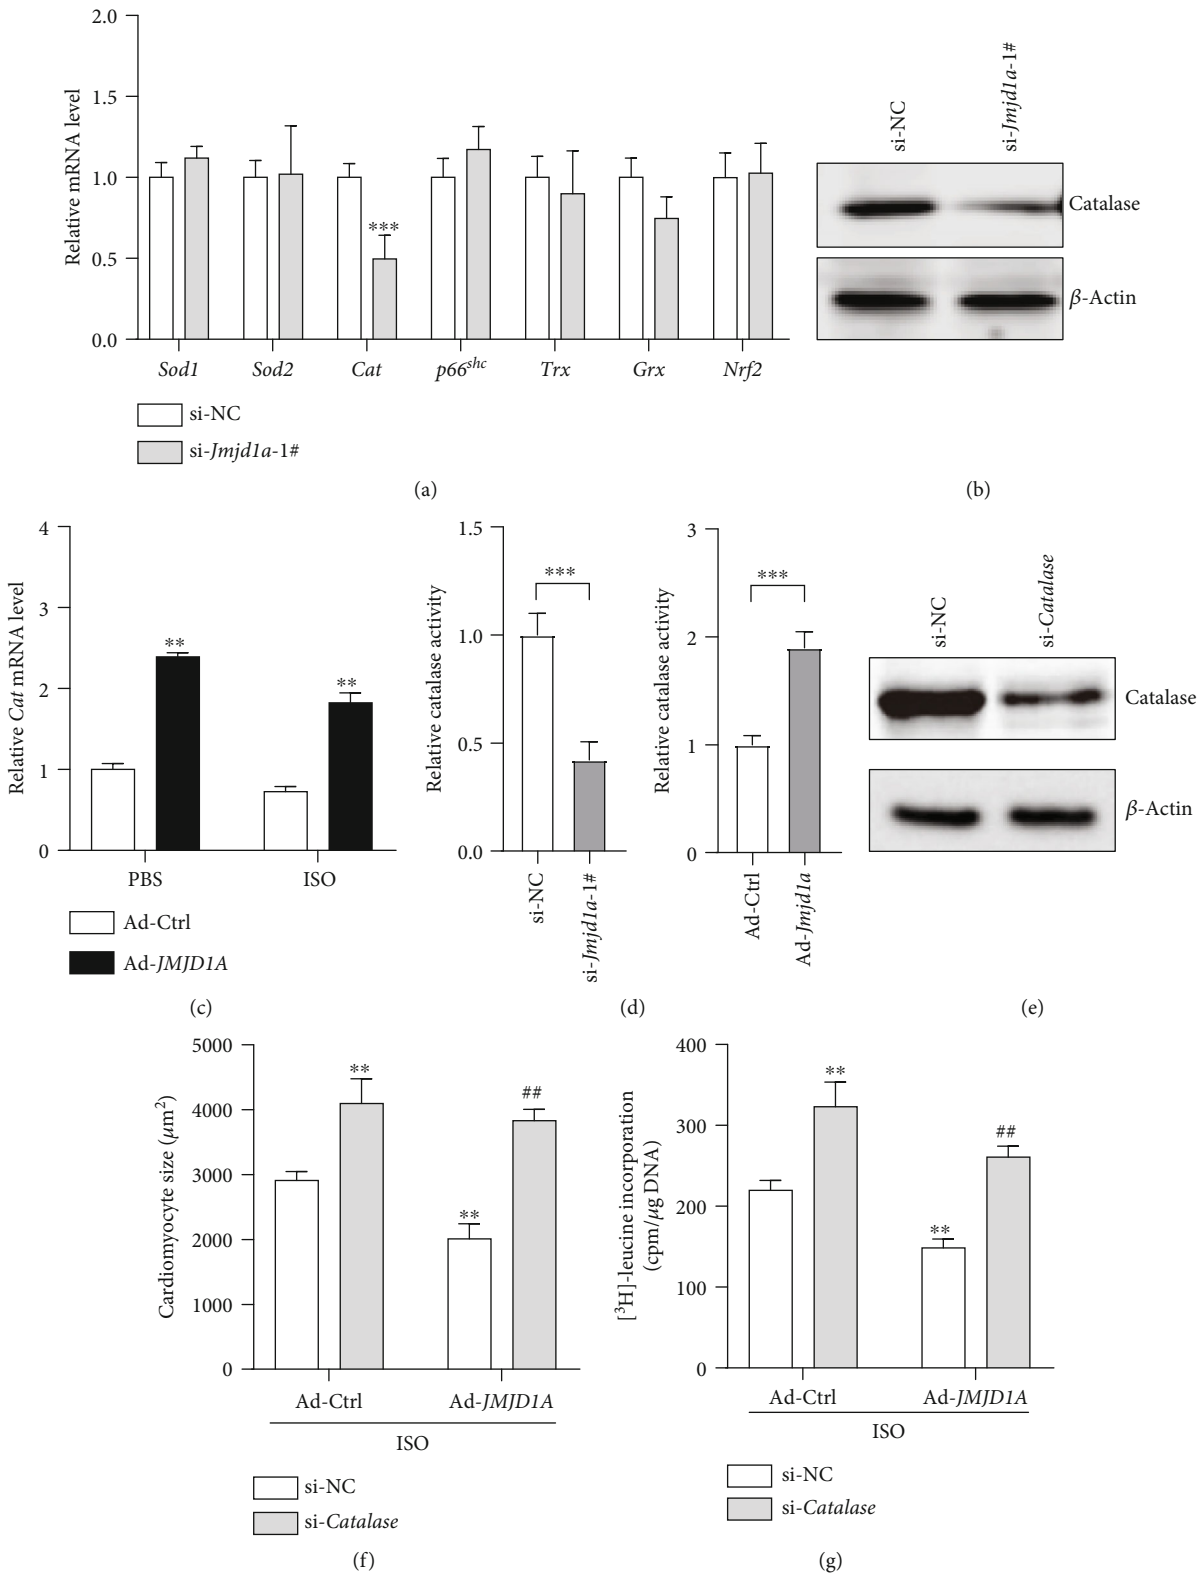 2.0
1.5
1.0
0.5
0.0
Relative mRNA level
***
Sod1 Sod2 Cat p66shc Trx Grx Nrf2
si-NC
si-Jmjd1a-1#
(a)
si-NC
si-Jmjd1a-1#
Catalase
β-Actin
(b)
4
3
2
1
0
Relative Cat mRNA level
**
**
PBS ISO
Ad-Ctrl
Ad-JMJD1A
(c)
1.5
1.0
0.5
0.0
Relative catalase activity
***
si-NC
si-Jmjd1a-1#
3
2
1
0
Relative catalase activity
***
Ad-Ctrl
Ad-Jmjd1a
(d)
si-NC
si-Catalase
Catalase
β-Actin
(e)
5000
4000
3000
2000
1000
0
Cardiomyocyte size (μm²)
**
**
##
Ad-Ctrl Ad-JMJD1A
ISO
si-NC
si-Catalase
(f)
400
300
200
100
0
[³H]-leucine incorporation
(cpm/μg DNA)
**
**
##
Ad-Ctrl Ad-JMJD1A
ISO
si-NC
si-Catalase
(g)